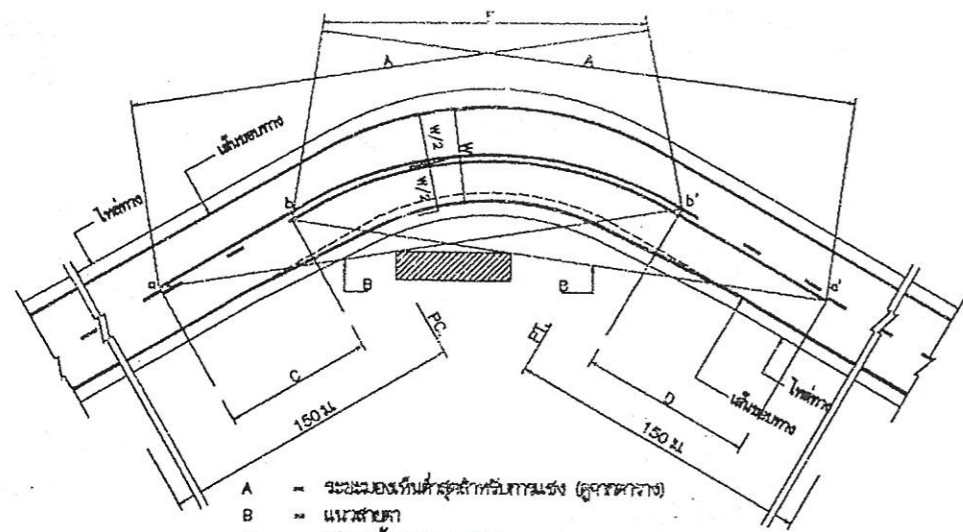 A
A
เส้นขอบทาง
ไหล่ทาง
W/2
W
W/2
b
b'
a
a'
B
B
P.C.
P.T.
C
D
150 ม.
150 ม.
เส้นขอบทาง
ไหล่ทาง
A = ระยะมองเห็นต่ำสุดสำหรับการแซง (ดูจากตาราง)
B = แนวสายตา